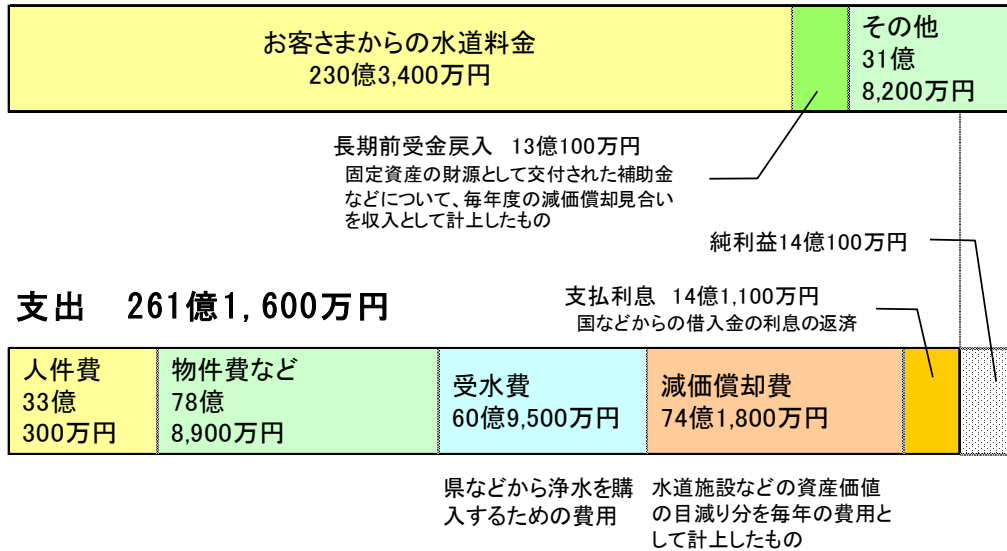 お客さまからの水道料金
230億3,400万円
その他
31億
8,200万円
長期前受金戻入　13億100万円
固定資産の財源として交付された補助金
などについて、毎年度の減価償却見合い
を収入として計上したもの
純利益14億100万円
支出　261億1,600万円
支払利息　14億1,100万円
国などからの借入金の利息の返済
人件費
33億
300万円
物件費など
78億
8,900万円
受水費
60億9,500万円
減価償却費
74億1,800万円
県などから浄水を購
入するための費用
水道施設などの資産価値
の目減り分を毎年の費用と
して計上したもの